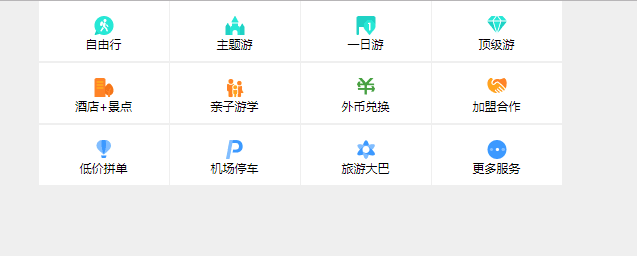 自由行 主题游 一日游 顶级游
酒店+景点 亲子游学 外币兑换 加盟合作
低价拼单 机场停车 旅游大巴 更多服务